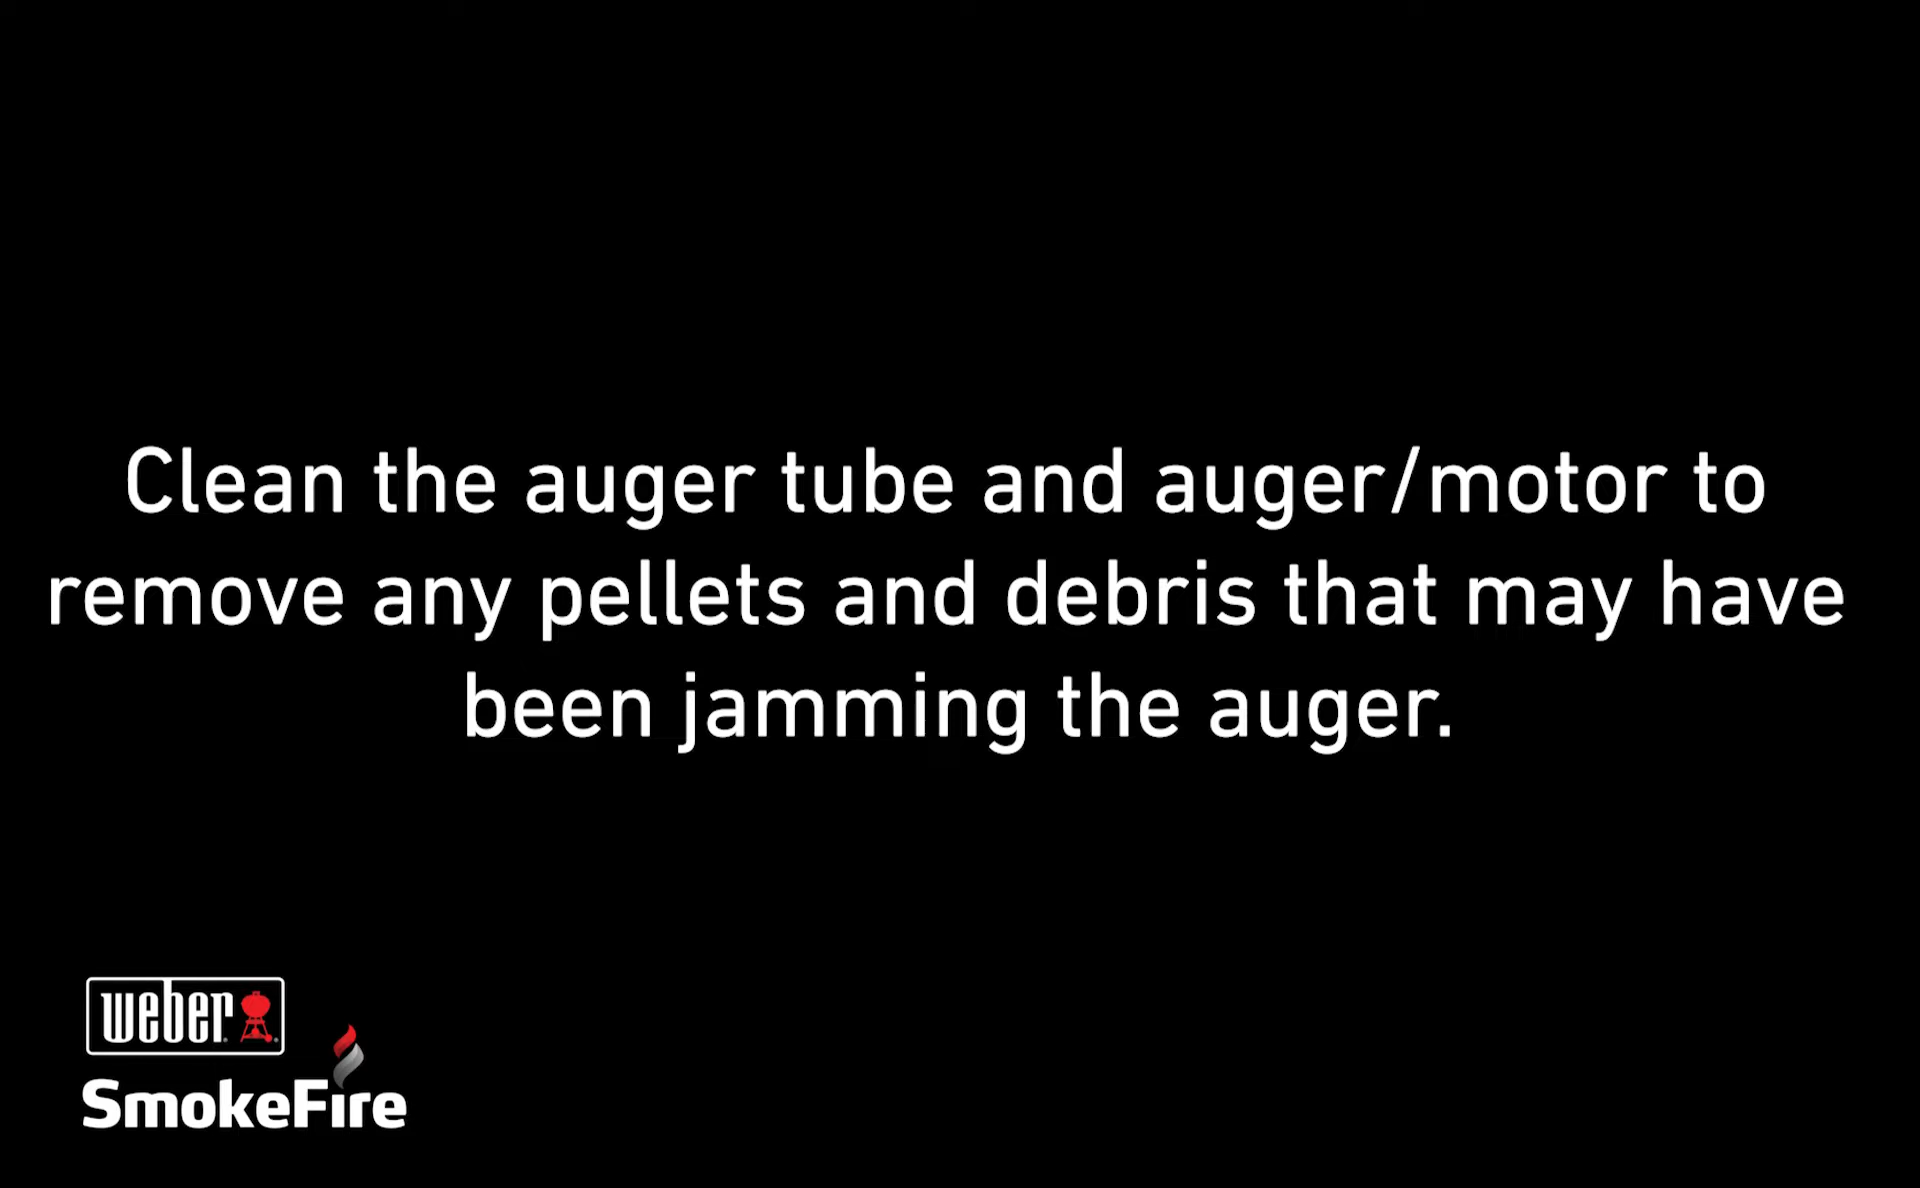 Clean the auger tube and auger/motor to
remove any pellets and debris that may have
been jamming the auger.
weber
SmokeFire